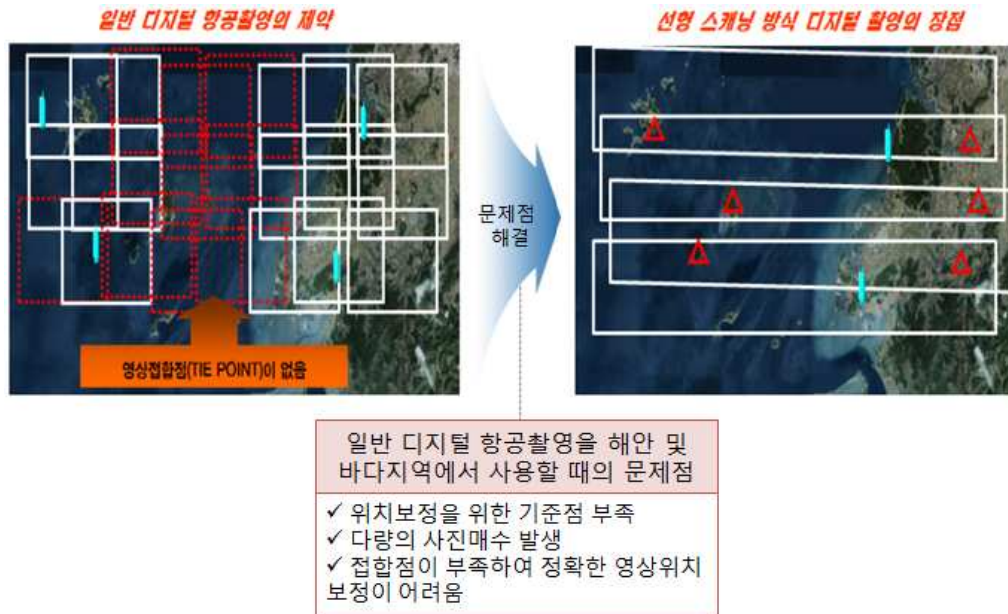 일반 디지털 항공촬영의 제약
선형 스캐닝 방식 디지털 촬영의 장점
문제점
해결
영상접합점(TIE POINT)이 없음
일반 디지털 항공촬영을 해안 및
바다지역에서 사용할 때의 문제점
✓ 위치보정을 위한 기준점 부족
✓ 다량의 사진매수 발생
✓ 접합점이 부족하여 정확한 영상위치
보정이 어려움